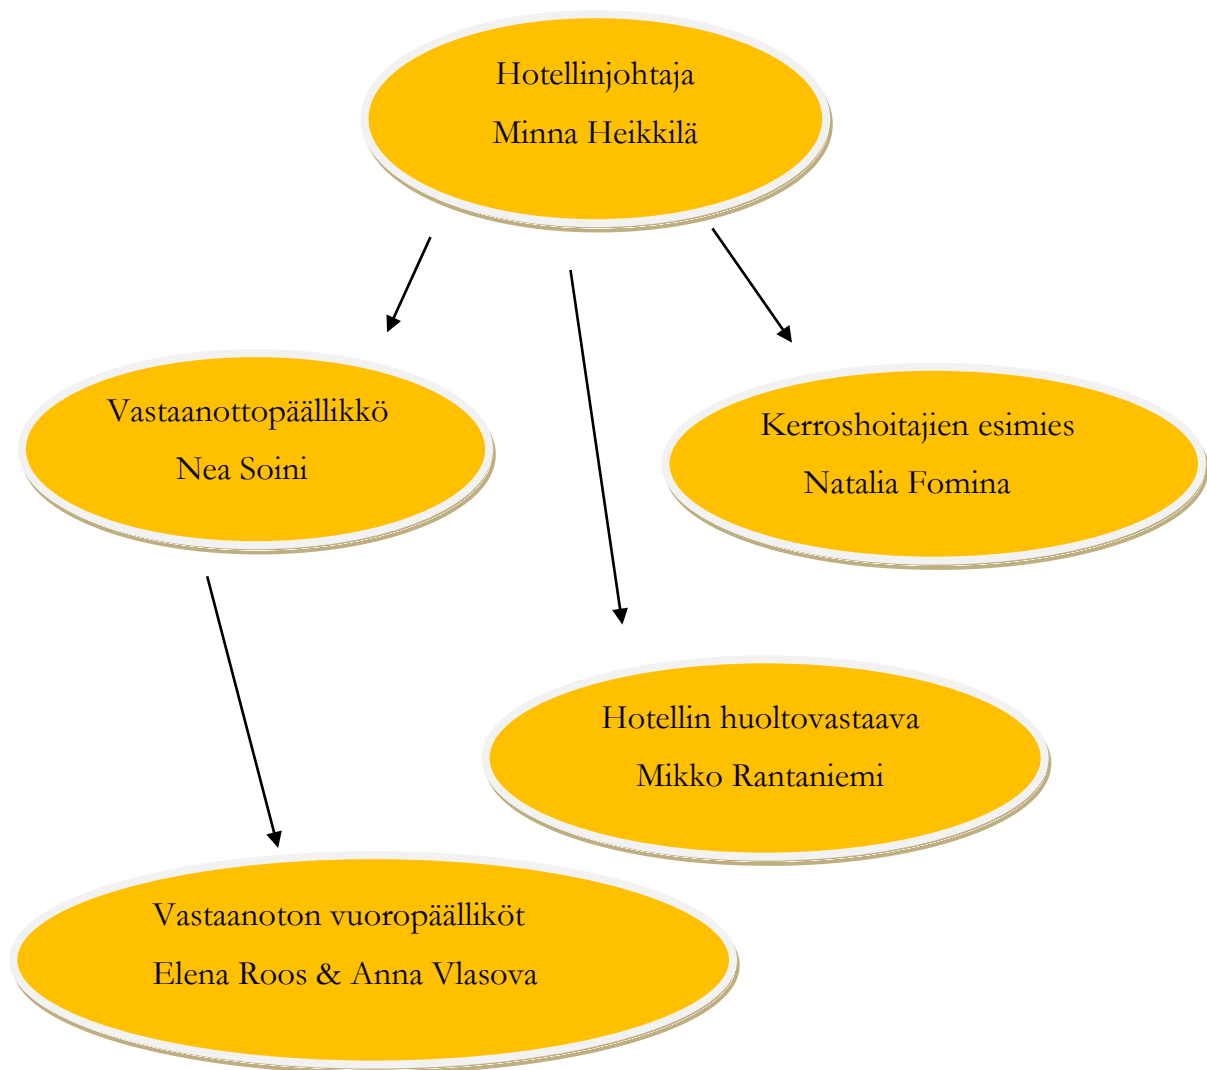 Hotellinjohtaja
Minna Heikkilä
Vastaanottopäällikkö
Nea Soini
Kerroshoitajien esimies
Natalia Fomina
Hotellin huoltovastaava
Mikko Rantaniemi
Vastaanoton vuoropäälliköt
Elena Roos & Anna Vlasova